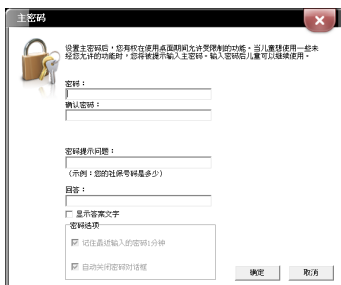 主密码
设置主密码后，您有权在使用桌面期间允许受限制的功能。当儿童想使用一些未
经您允许的功能时，您将被提示输入主密码。输入密码后儿童可以继续使用。
密码：
确认密码：
密码提示问题：
（示例：您的社保号码是多少）
回答：
显示答案文字
密码选项
记住最近输入的密码1分钟
自动关闭密码对话框
确定
取消